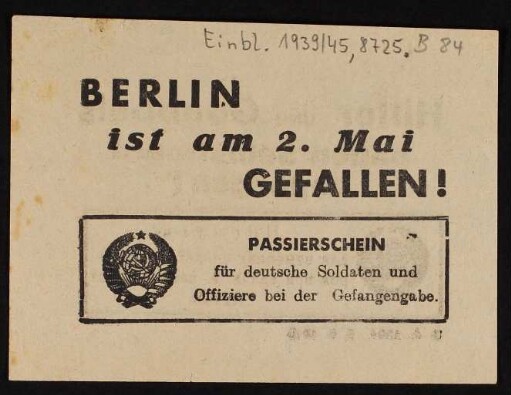 Einbl. 1939/45, 8725. B 84
BERLIN
ist am 2. Mai
GEFALLEN!
PASSIERSCHEIN
für deutsche Soldaten und
Offiziere bei der Gefangengabe.